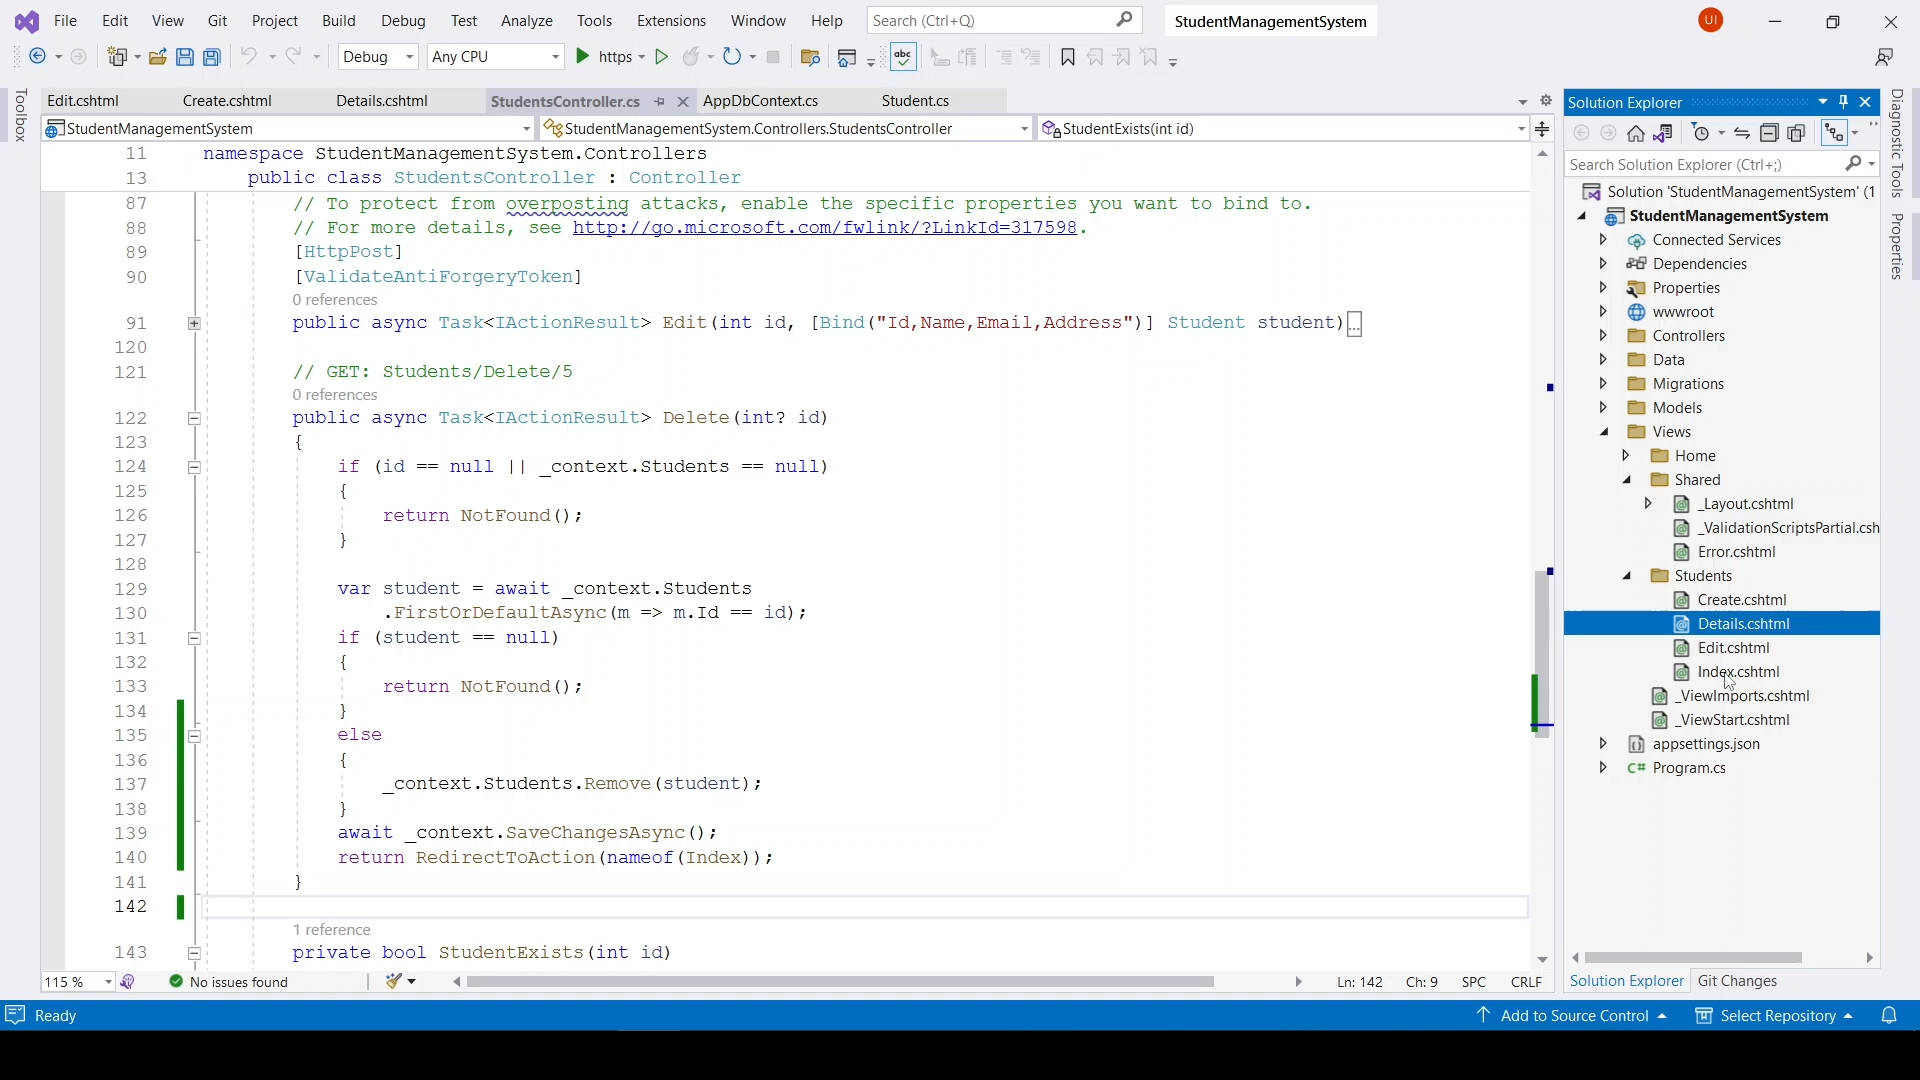 File Edit View Git Project Build Debug Test Analyze Tools Extensions Window Help Search (Ctrl+Q) StudentManagementSystem UI
Debug Any CPU https abc
Toolbox
Edit.cshtml Create.cshtml Details.cshtml StudentsController.cs AppDbContext.cs Student.cs
StudentManagementSystem StudentManagementSystem.Controllers.StudentsController StudentExists(int id)
11 namespace StudentManagementSystem.Controllers
13 public class StudentsController : Controller
87 // To protect from overposting attacks, enable the specific properties you want to bind to.
88 // For more details, see http://go.microsoft.com/fwlink/?LinkId=317598.
89 [HttpPost]
90 [ValidateAntiForgeryToken]
0 references
91 public async Task<IActionResult> Edit(int id, [Bind("Id,Name,Email,Address")] Student student)...
120
121 // GET: Students/Delete/5
0 references
122 public async Task<IActionResult> Delete(int? id)
123 {
124 if (id == null || _context.Students == null)
125 {
126 return NotFound();
127 }
128
129 var student = await _context.Students
130 .FirstOrDefaultAsync(m => m.Id == id);
131 if (student == null)
132 {
133 return NotFound();
134 }
135 else
136 {
137 _context.Students.Remove(student);
138 }
139 await _context.SaveChangesAsync();
140 return RedirectToAction(nameof(Index));
141 }
142
1 reference
143 private bool StudentExists(int id)
115 % No issues found Ln: 142 Ch: 9 SPC CRLF
Solution Explorer
Search Solution Explorer (Ctrl+;)
Solution 'StudentManagementSystem' (1
StudentManagementSystem
Connected Services
Dependencies
Properties
wwwroot
Controllers
Data
Migrations
Models
Views
Home
Shared
_Layout.cshtml
_ValidationScriptsPartial.csh
Error.cshtml
Students
Create.cshtml
Details.cshtml
Edit.cshtml
Index.cshtml
_ViewImports.cshtml
_ViewStart.cshtml
appsettings.json
C# Program.cs
Solution Explorer Git Changes
Diagnostic Tools
Properties
Ready Add to Source Control Select Repository